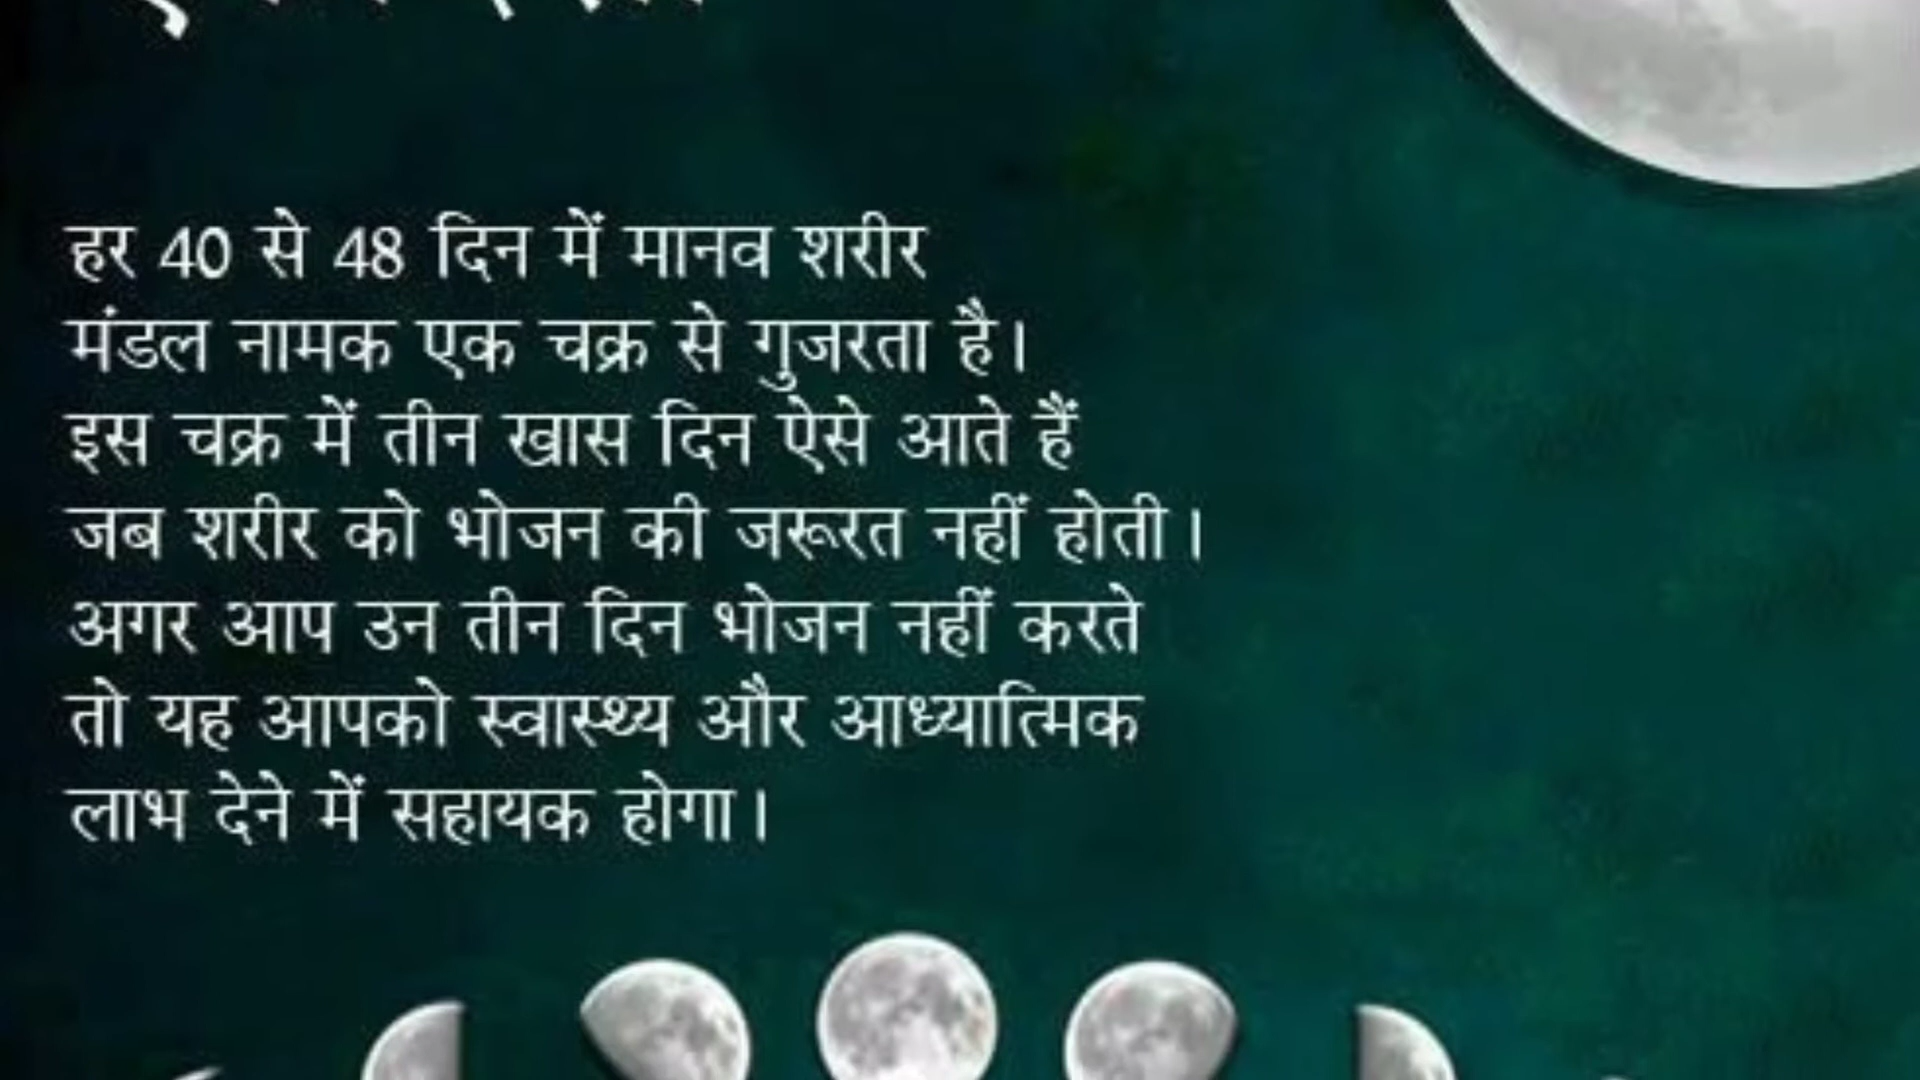 हर 40 से 48 दिन में मानव शरीर
मंडल नामक एक चक्र से गुजरता है।
इस चक्र में तीन खास दिन ऐसे आते हैं
जब शरीर को भोजन की जरूरत नहीं होती।
अगर आप उन तीन दिन भोजन नहीं करते
तो यह आपको स्वास्थ्य और आध्यात्मिक
लाभ देने में सहायक होगा।